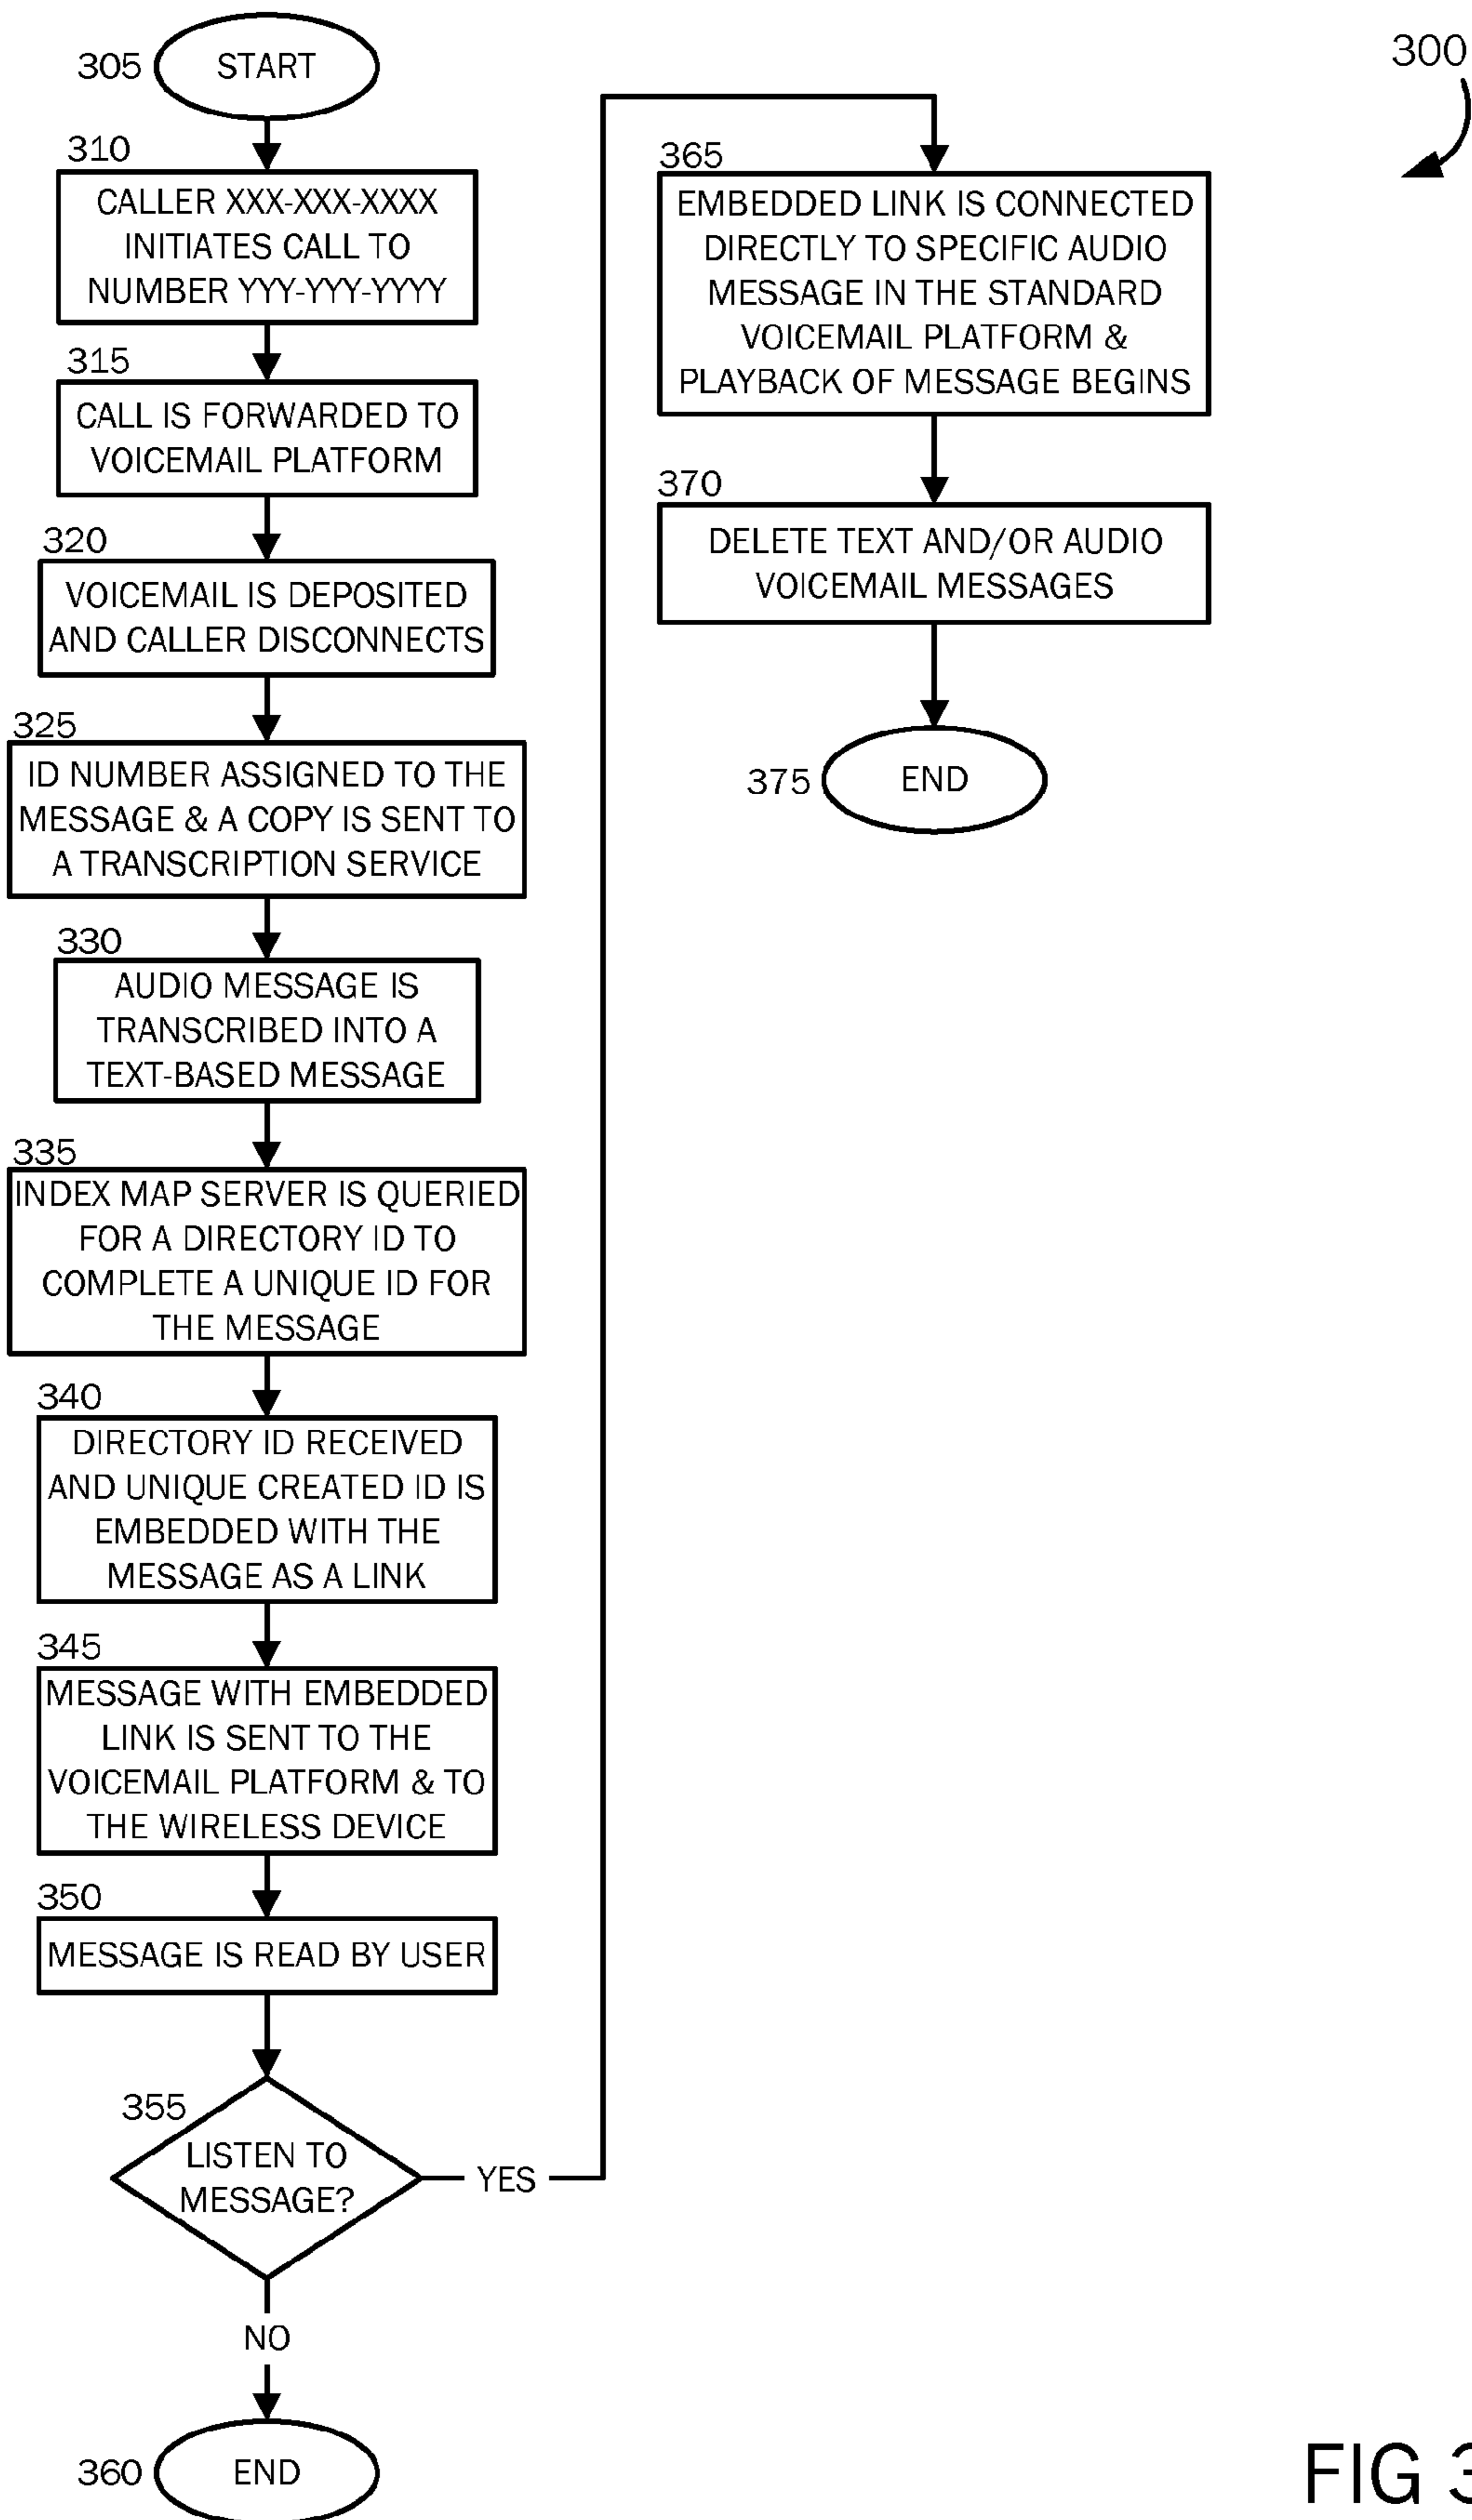 300
305
START
310
CALLER XXX-XXX-XXXX
INITIATES CALL TO
NUMBER YYY-YYY-YYYY
315
CALL IS FORWARDED TO
VOICEMAIL PLATFORM
320
VOICEMAIL IS DEPOSITED
AND CALLER DISCONNECTS
325
ID NUMBER ASSIGNED TO THE
MESSAGE & A COPY IS SENT TO
A TRANSCRIPTION SERVICE
330
AUDIO MESSAGE IS
TRANSCRIBED INTO A
TEXT-BASED MESSAGE
335
INDEX MAP SERVER IS QUERIED
FOR A DIRECTORY ID TO
COMPLETE A UNIQUE ID FOR
THE MESSAGE
340
DIRECTORY ID RECEIVED
AND UNIQUE CREATED ID IS
EMBEDDED WITH THE
MESSAGE AS A LINK
345
MESSAGE WITH EMBEDDED
LINK IS SENT TO THE
VOICEMAIL PLATFORM & TO
THE WIRELESS DEVICE
350
MESSAGE IS READ BY USER
355
LISTEN TO
MESSAGE?
YES
NO
360
END
365
EMBEDDED LINK IS CONNECTED
DIRECTLY TO SPECIFIC AUDIO
MESSAGE IN THE STANDARD
VOICEMAIL PLATFORM &
PLAYBACK OF MESSAGE BEGINS
370
DELETE TEXT AND/OR AUDIO
VOICEMAIL MESSAGES
375
END
FIG 3